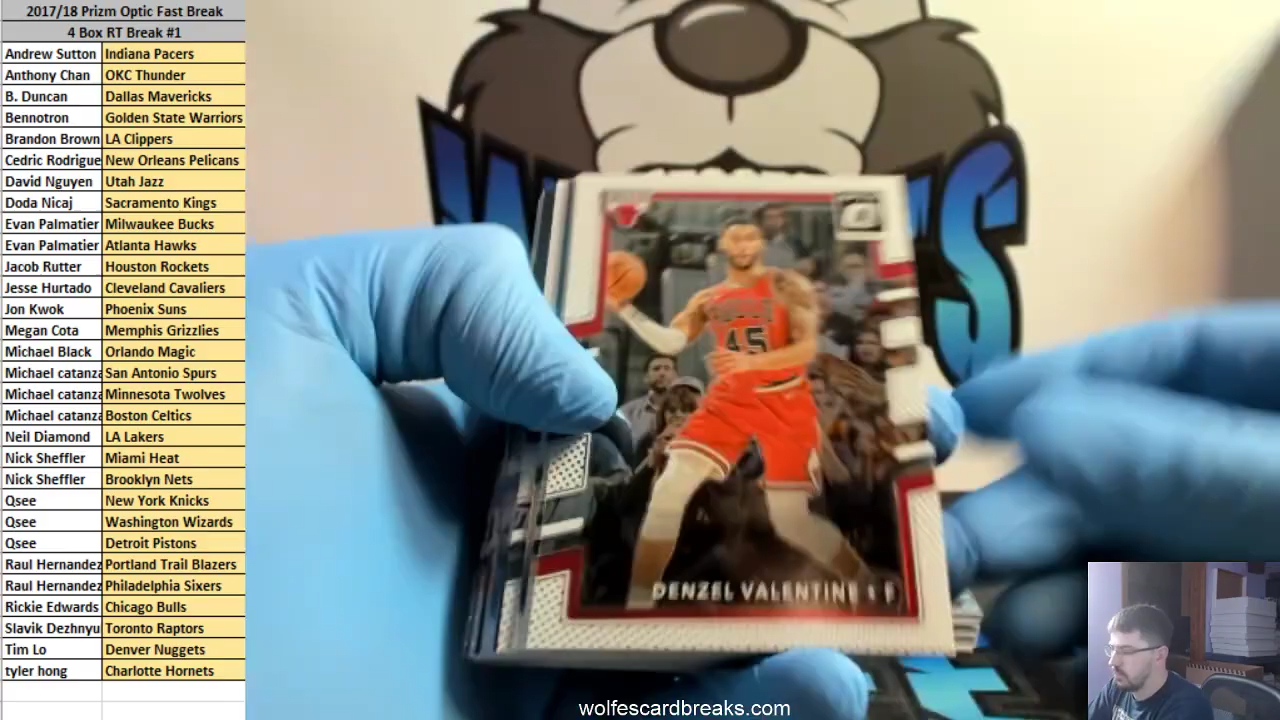 2017/18 Prizm Optic Fast Break
4 Box RT Break #1
Andrew Sutton Indiana Pacers
Anthony Chan OKC Thunder
B. Duncan Dallas Mavericks
Bennotron Golden State Warriors
Brandon Brown LA Clippers
Cedric Rodrigue New Orleans Pelicans
David Nguyen Utah Jazz
Doda Nicaj Sacramento Kings
Evan Palmatier Milwaukee Bucks
Evan Palmatier Atlanta Hawks
Jacob Rutter Houston Rockets
Jesse Hurtado Cleveland Cavaliers
Jon Kwok Phoenix Suns
Megan Cota Memphis Grizzlies
Michael Black Orlando Magic
Michael catanza San Antonio Spurs
Michael catanza Minnesota Twolves
Michael catanza Boston Celtics
Neil Diamond LA Lakers
Nick Sheffler Miami Heat
Nick Sheffler Brooklyn Nets
Qsee New York Knicks
Qsee Washington Wizards
Qsee Detroit Pistons
Raul Hernandez Portland Trail Blazers
Raul Hernandez Philadelphia Sixers
Rickie Edwards Chicago Bulls
Slavik Dezhnyu Toronto Raptors
Tim Lo Denver Nuggets
tyler hong Charlotte Hornets
45
DENZEL VALENTINE
wolfescardbreaks.com